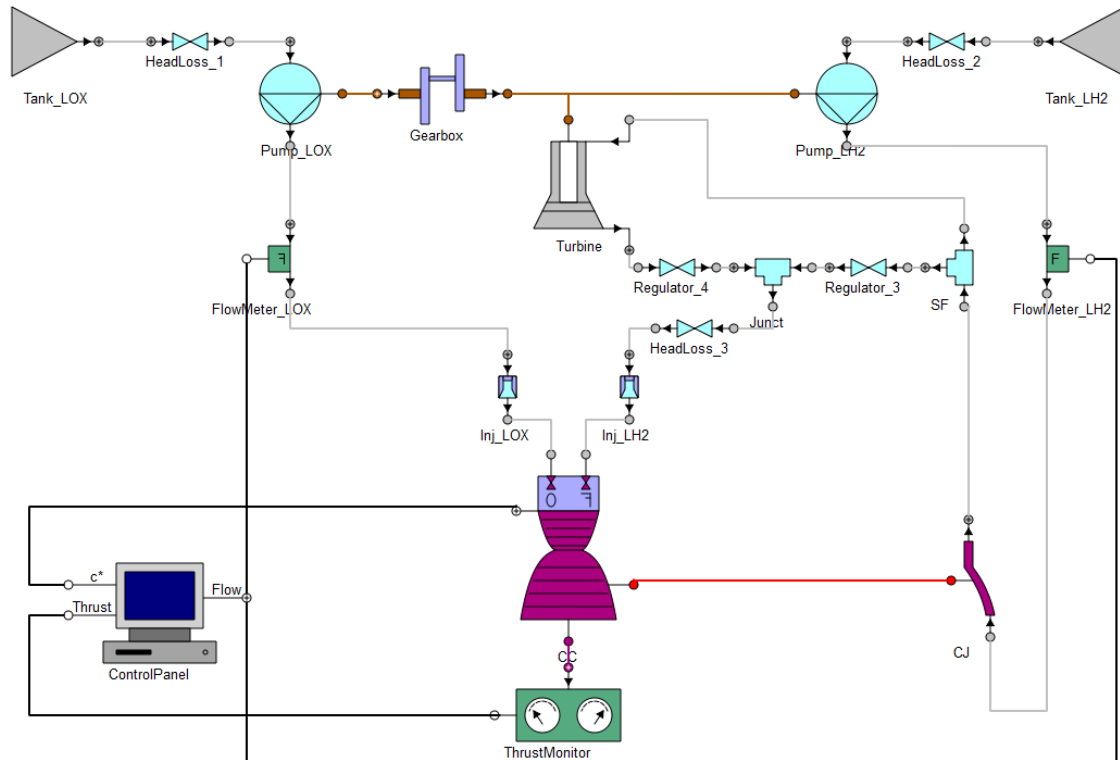 HeadLoss_1
HeadLoss_2
Tank_LOX
Tank_LH2
Gearbox
Pump_LOX
Pump_LH2
Turbine
Regulator_4
Regulator_3
SF
FlowMeter_LOX
F
F
FlowMeter_LH2
Junct
HeadLoss_3
Inj_LOX
Inj_LH2
O
F
c*
Flow
Thrust
CC
CJ
ControlPanel
ThrustMonitor